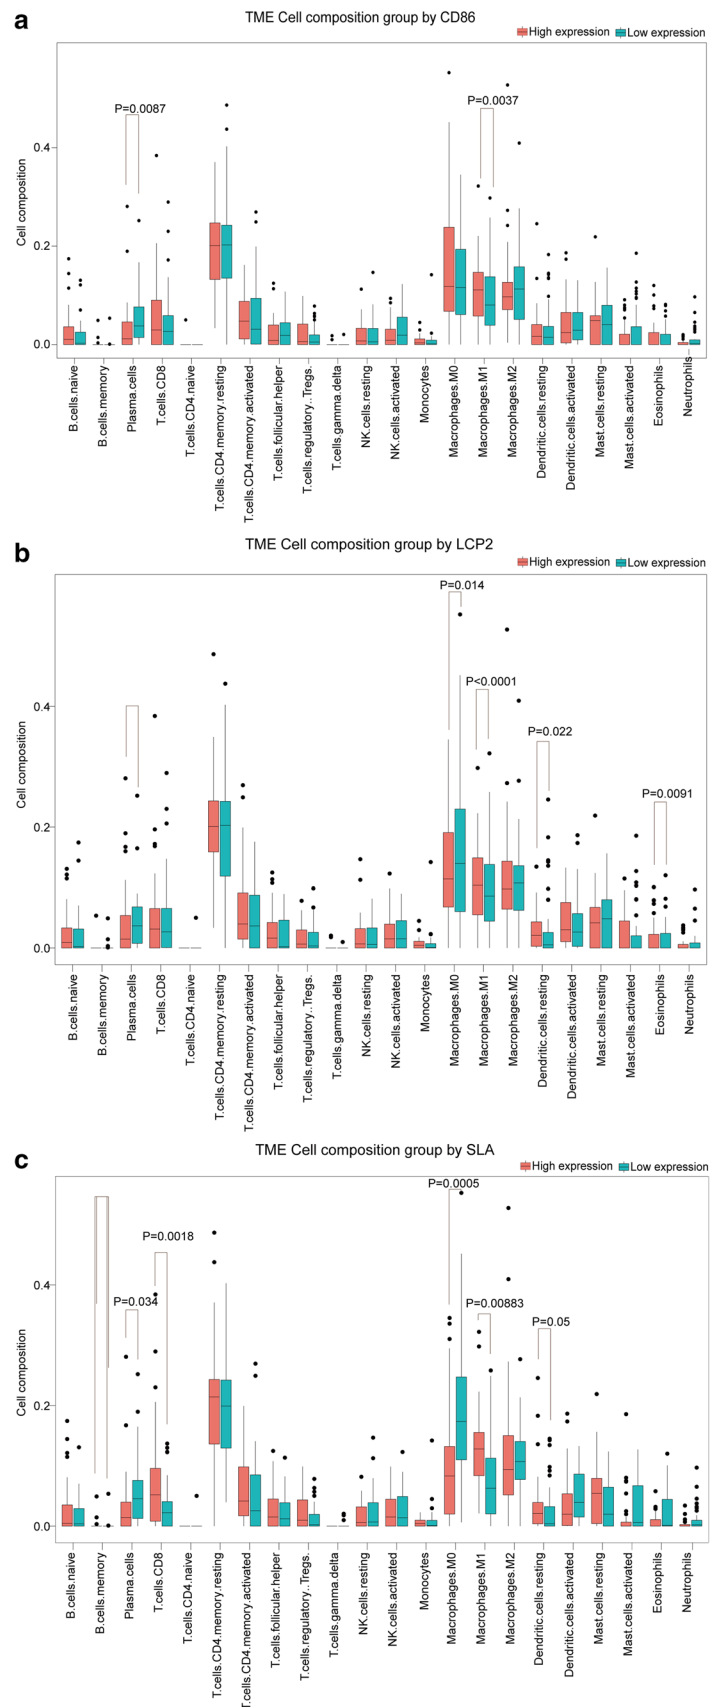 a
TME Cell composition group by CD86
High expression Low expression
P=0.0087
P=0.0037
Cell composition
0.4
0.2
0.0
B.cells.naive
B.cells.memory
Plasma.cells
T.cells.CD8
T.cells.CD4.naive
T.cells.CD4.memory.resting
T.cells.CD4.memory.activated
T.cells.follicular.helper
T.cells.regulatory..Tregs.
T.cells.gamma.delta
NK.cells.resting
NK.cells.activated
Monocytes
Macrophages.M0
Macrophages.M1
Macrophages.M2
Dendritic.cells.resting
Dendritic.cells.activated
Mast.cells.resting
Mast.cells.activated
Eosinophils
Neutrophils
b
TME Cell composition group by LCP2
High expression Low expression
P=0.014
P<0.0001
P=0.022
P=0.0091
Cell composition
0.4
0.2
0.0
B.cells.naive
B.cells.memory
Plasma.cells
T.cells.CD8
T.cells.CD4.naive
T.cells.CD4.memory.resting
T.cells.CD4.memory.activated
T.cells.follicular.helper
T.cells.regulatory..Tregs.
T.cells.gamma.delta
NK.cells.resting
NK.cells.activated
Monocytes
Macrophages.M0
Macrophages.M1
Macrophages.M2
Dendritic.cells.resting
Dendritic.cells.activated
Mast.cells.resting
Mast.cells.activated
Eosinophils
Neutrophils
c
TME Cell composition group by SLA
High expression Low expression
P=0.0005
P=0.0018
P=0.034
P=0.00883
P=0.05
Cell composition
0.4
0.2
0.0
B.cells.naive
B.cells.memory
Plasma.cells
T.cells.CD8
T.cells.CD4.naive
T.cells.CD4.memory.resting
T.cells.CD4.memory.activated
T.cells.follicular.helper
T.cells.regulatory..Tregs.
T.cells.gamma.delta
NK.cells.resting
NK.cells.activated
Monocytes
Macrophages.M0
Macrophages.M1
Macrophages.M2
Dendritic.cells.resting
Dendritic.cells.activated
Mast.cells.resting
Mast.cells.activated
Eosinophils
Neutrophils